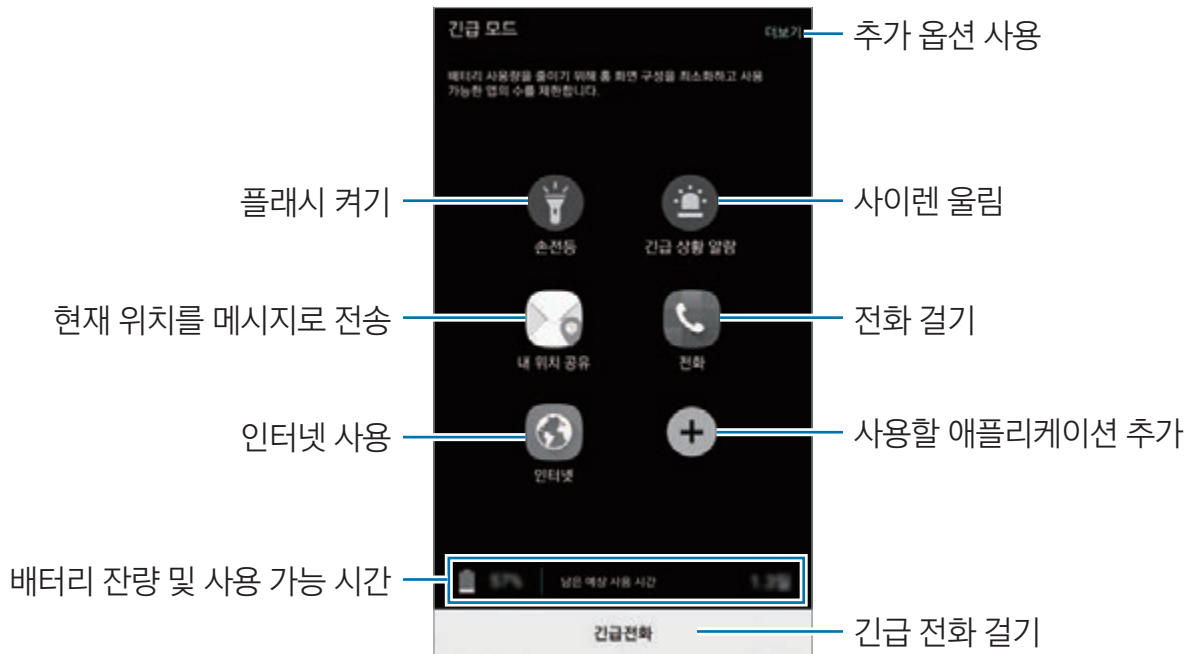 긴급 모드
더보기
추가 옵션 사용
배터리 사용량을 줄이기 위해 홈 화면 구성을 최소화하고 사용
가능한 앱의 수를 제한합니다.
플래시 켜기
손전등
긴급 상황 알람
사이렌 울림
현재 위치를 메시지로 전송
내 위치 공유
전화
전화 걸기
인터넷 사용
인터넷
사용할 애플리케이션 추가
배터리 잔량 및 사용 가능 시간
57%
남은 예상 사용 시간
긴급전화
긴급 전화 걸기